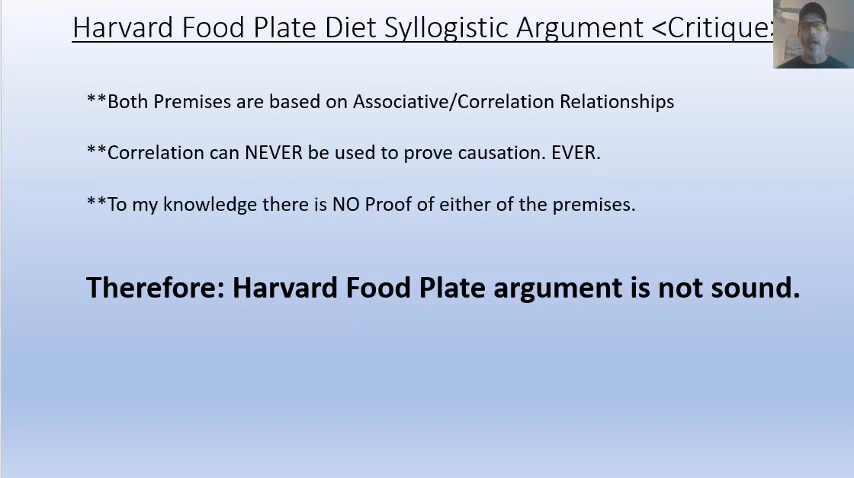 Harvard Food Plate Diet Syllogistic Argument <Critique>
**Both Premises are based on Associative/Correlation Relationships
**Correlation can NEVER be used to prove causation. EVER.
**To my knowledge there is NO Proof of either of the premises.
Therefore: Harvard Food Plate argument is not sound.